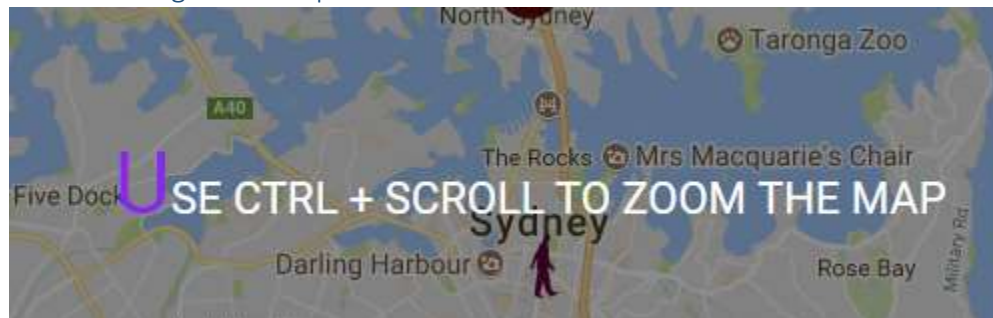 North Sydney
Taronga Zoo
A40
The Rocks
Mrs Macquarie's Chair
Five Dock
USE CTRL + SCROLL TO ZOOM THE MAP
Sydney
Darling Harbour
Rose Bay
Military Rd